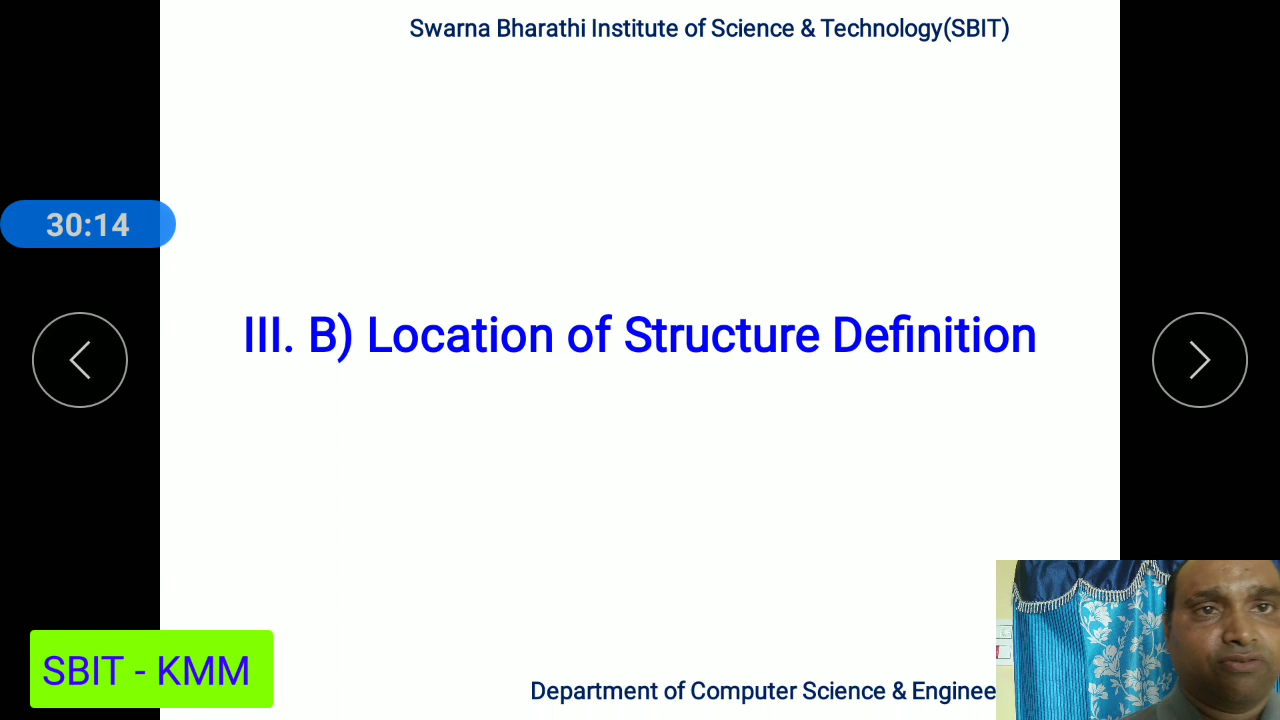 Swarna Bharathi Institute of Science & Technology(SBIT)
30:14
III. B) Location of Structure Definition
SBIT - KMM
Department of Computer Science & Enginee